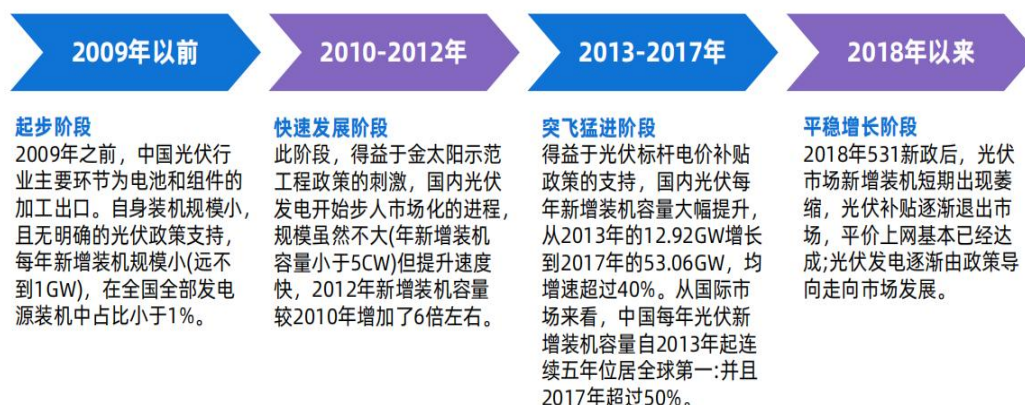 2009年以前
2010-2012年
2013-2017年
2018年以来
起步阶段
2009年之前，中国光伏行
业主要环节为电池和组件的
加工出口。自身装机规模小，
且无明确的光伏政策支持，
每年新增装机规模小(远不
到1GW)，在全国全部发电
源装机中占比小于1%。
快速发展阶段
此阶段，得益于金太阳示范
工程政策的刺激，国内光伏
发电开始步人市场化的进程，
规模虽然不大(年新增装机
容量小于5CW)但提升速度
快，2012年新增装机容量
较2010年增加了6倍左右。
突飞猛进阶段
得益于光伏标杆电价补贴
政策的支持，国内光伏每
年新增装机容量大幅提升，
从2013年的12.92GW增长
到2017年的53.06GW，均
增速超过40%。从国际市
场来看，中国每年光伏新
增装机容量自2013年起连
续五年位居全球第一:并且
2017年超过50%。
平稳增长阶段
2018年531新政后，光伏
市场新增装机短期出现萎
缩，光伏补贴逐渐退出市
场，平价上网基本已经达
成;光伏发电逐渐由政策导
向走向市场发展。